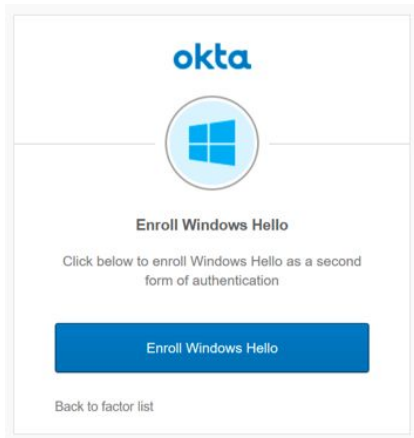 okta
Enroll Windows Hello
Click below to enroll Windows Hello as a second
form of authentication
Enroll Windows Hello
Back to factor list